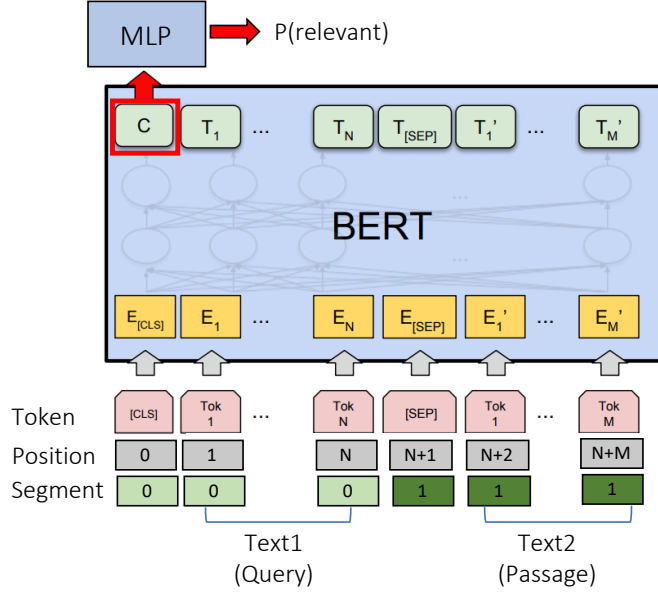 MLP P(relevant)
C T1 ... TN T[SEP] T1' ... TM'
...
BERT
...
E[CLS] E1 ... EN E[SEP] E1' ... EM'
Token [CLS] Tok 1 ... Tok N [SEP] Tok 1 ... Tok M
Position 0 1 N N+1 N+2 N+M
Segment 0 0 0 1 1 1
Text1 Text2
(Query) (Passage)